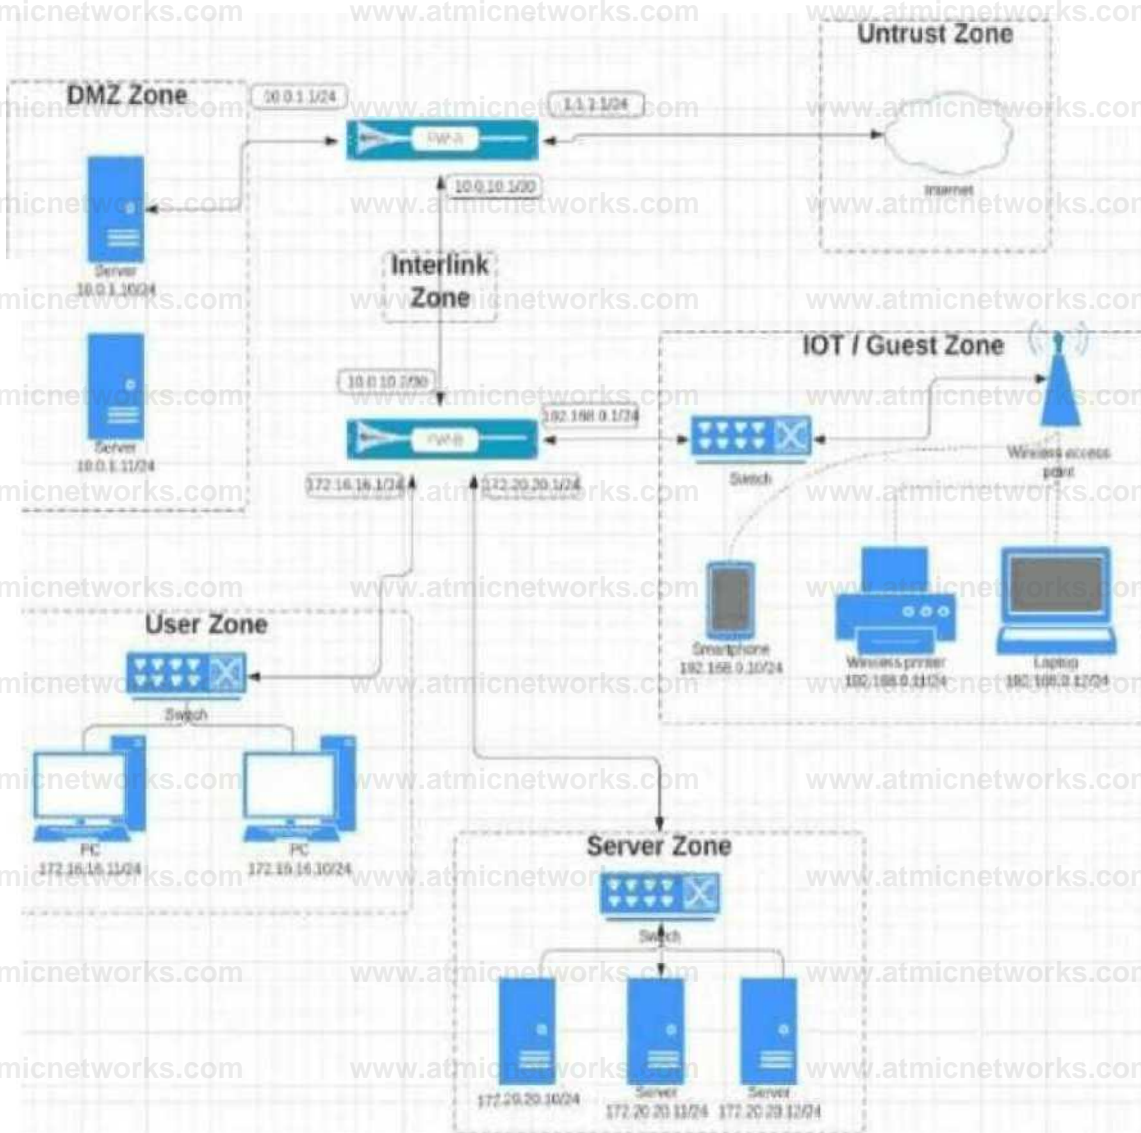 www.atmicnetworks.com
Untrust Zone
DMZ Zone
10.0.1.1/24
1.1.1.1/24
FW-A
Internet
10.0.10.1/30
Server
10.0.1.10/24
Interlink
Zone
IOT / Guest Zone
10.0.10.2/30
192.168.0.1/24
FW-B
Server
10.0.1.11/24
Switch
Wireless access
point
172.16.16.1/24
172.20.20.1/24
User Zone
Smartphone
192.168.0.10/24
Wireless printer
192.168.0.11/24
Laptop
192.168.0.12/24
Switch
PC
172.16.16.11/24
PC
172.16.16.10/24
Server Zone
Switch
172.20.20.10/24
Server
172.20.20.11/24
Server
172.20.20.12/24